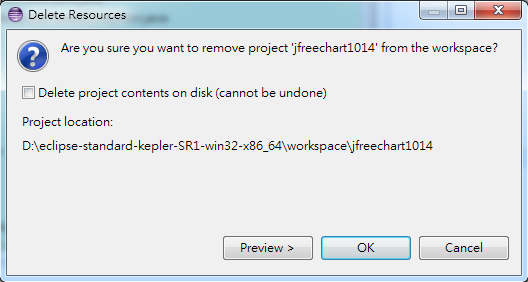 Delete Resources
Are you sure you want to remove project 'jfreechart1014' from the workspace?
Delete project contents on disk (cannot be undone)
Project location:
D:\eclipse-standard-kepler-SR1-win32-x86_64\workspace\jfreechart1014
Preview >
OK
Cancel